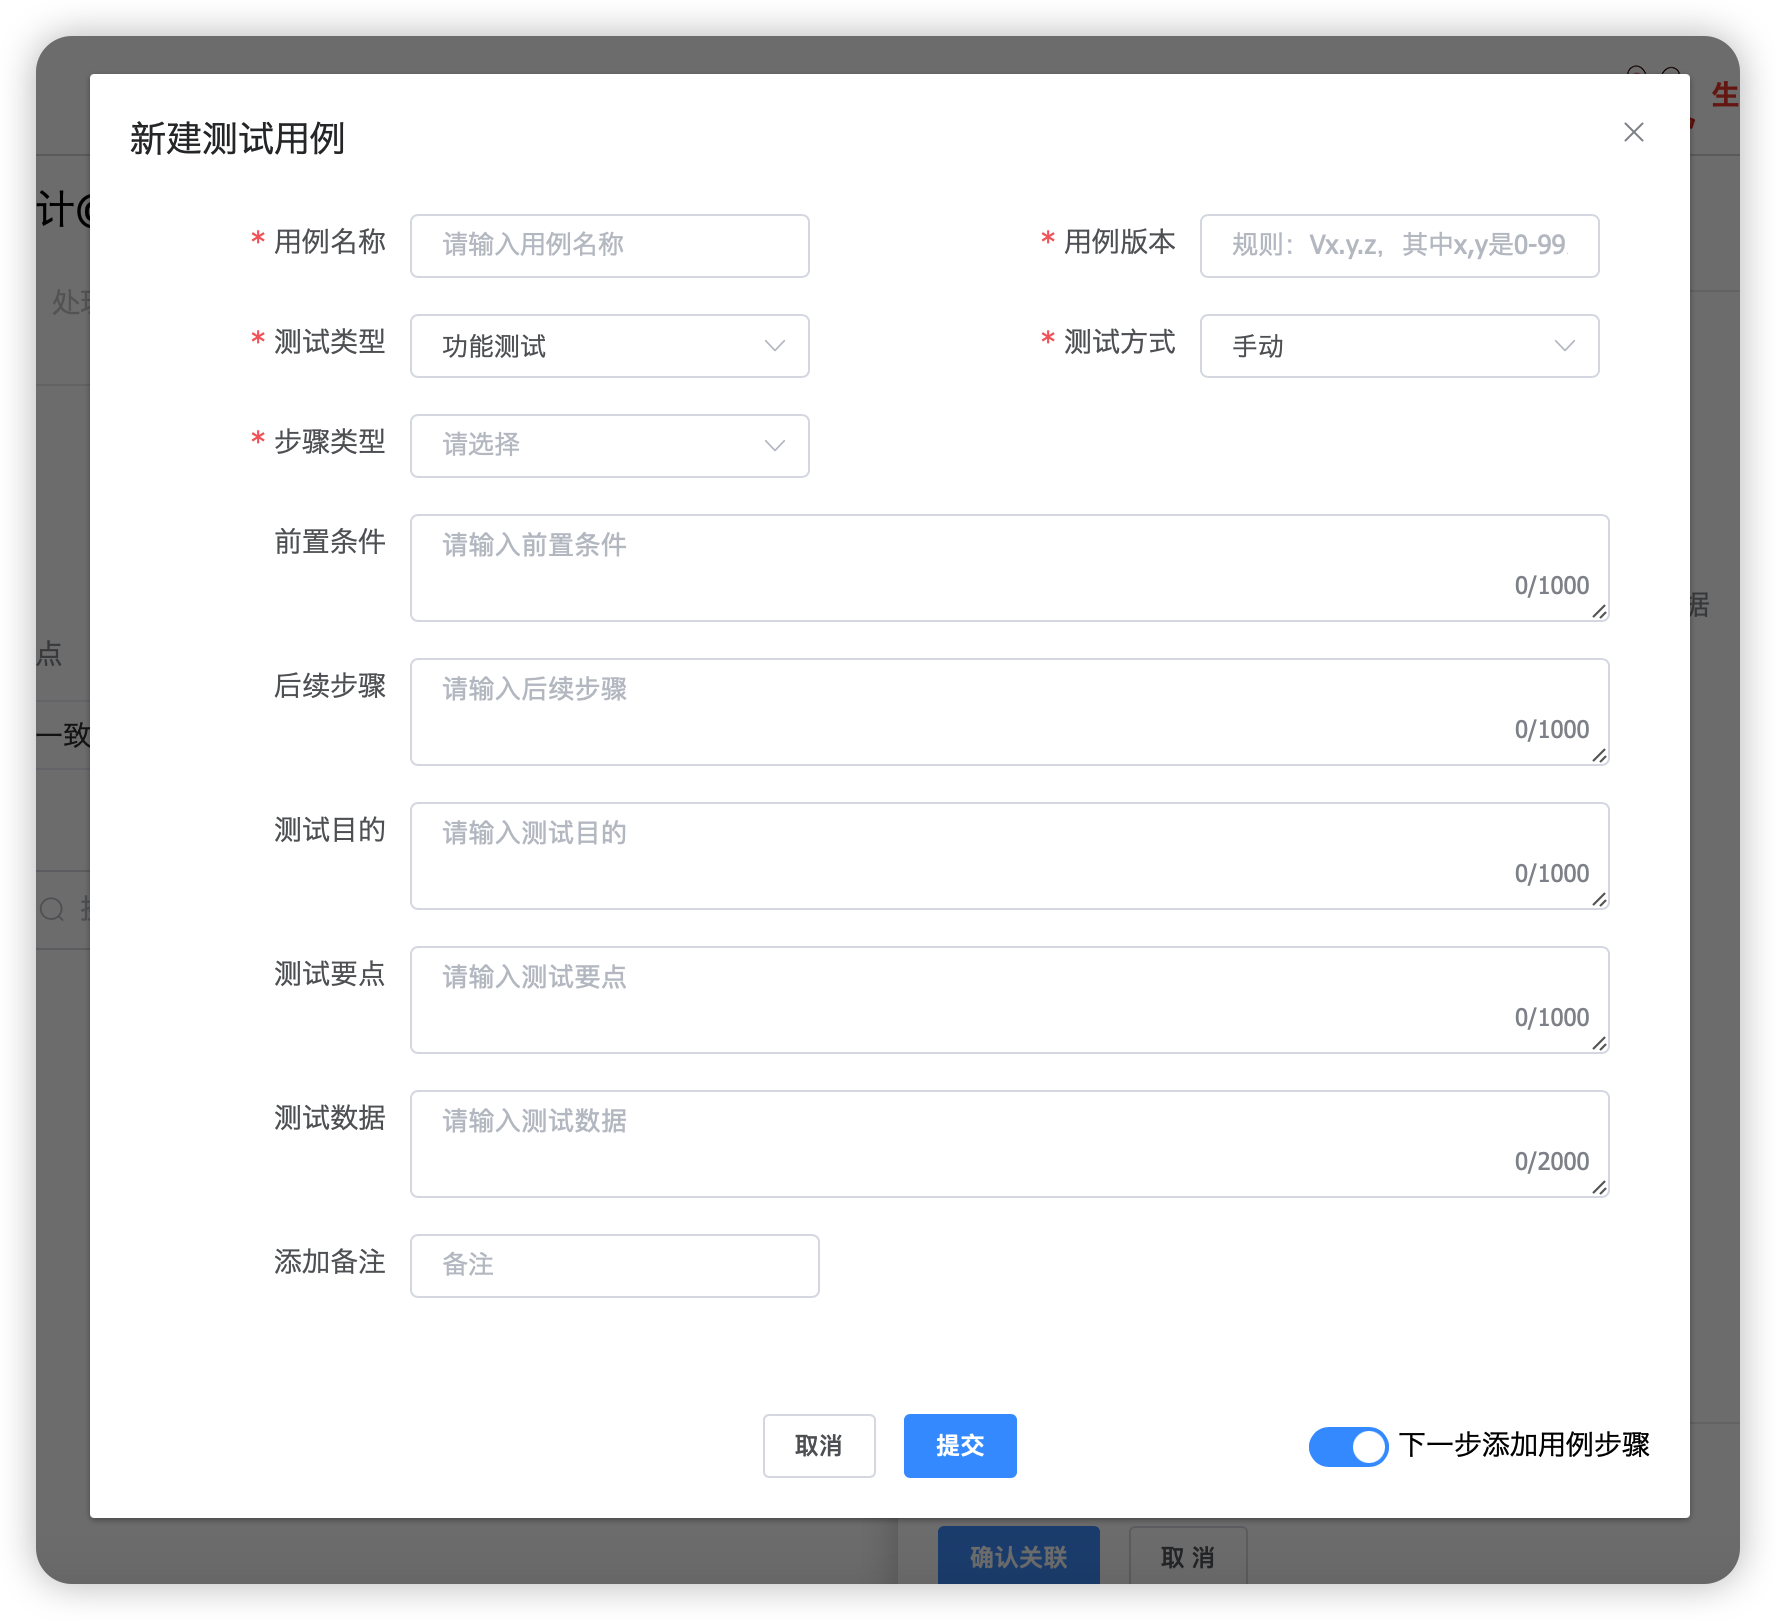 生
新建测试用例
计@
* 用例名称 请输入用例名称 * 用例版本 规则：Vx.y.z, 其中x,y是0-99
* 测试类型 功能测试 * 测试方式 手动
* 步骤类型 请选择
前置条件 请输入前置条件
0/1000
据
点
后续步骤 请输入后续步骤
0/1000
一致
测试目的 请输入测试目的
0/1000
测试要点 请输入测试要点
0/1000
测试数据 请输入测试数据
0/2000
添加备注 备注
取消 提交 下一步添加用例步骤
确认关联 取 消